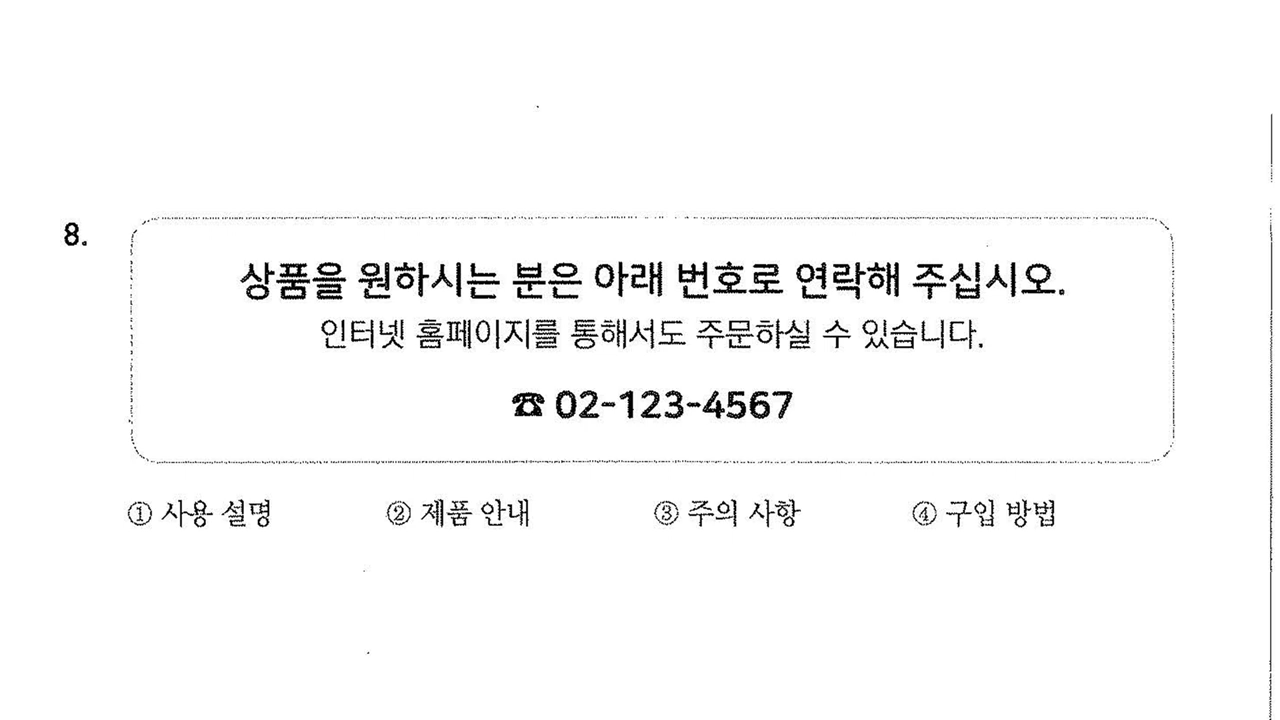 8.
상품을 원하시는 분은 아래 번호로 연락해 주십시오.
인터넷 홈페이지를 통해서도 주문하실 수 있습니다.
☎ 02-123-4567
① 사용 설명 ② 제품 안내 ③ 주의 사항 ④ 구입 방법